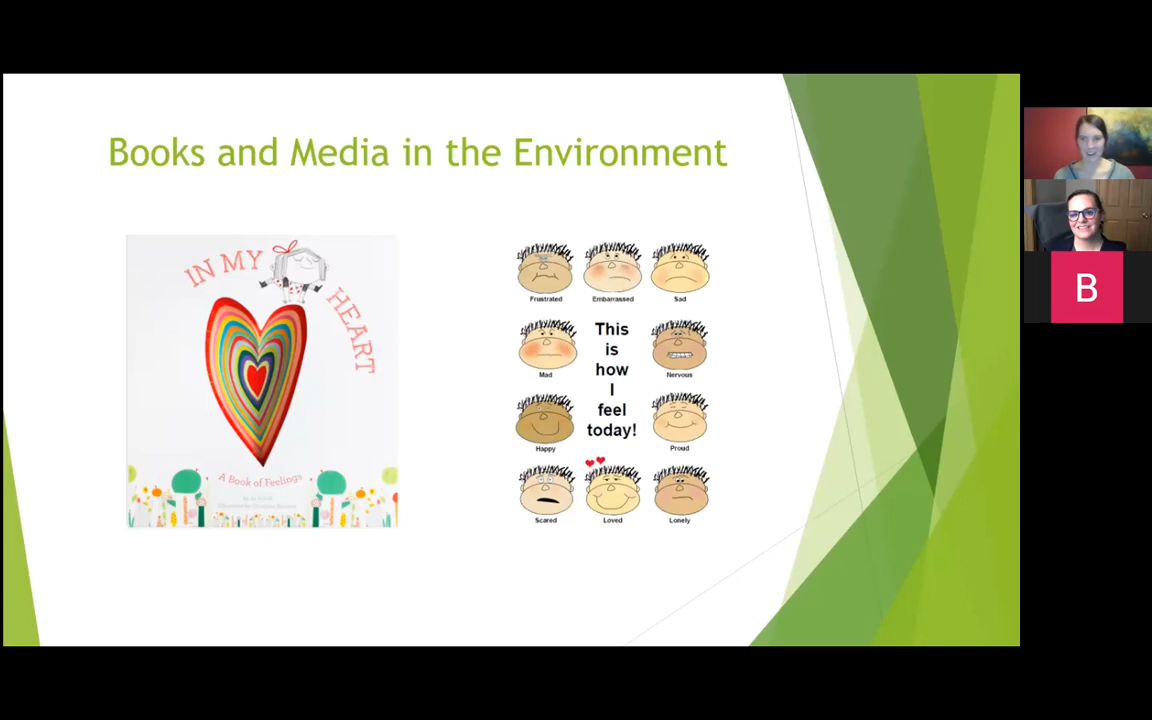 Books and Media in the Environment
IN MY
HEART
A Book of Feelings
Frustrated
Embarrassed
Sad
Mad
This
is
how
I
feel
today!
Nervous
Happy
Proud
Scared
Loved
Lonely
B